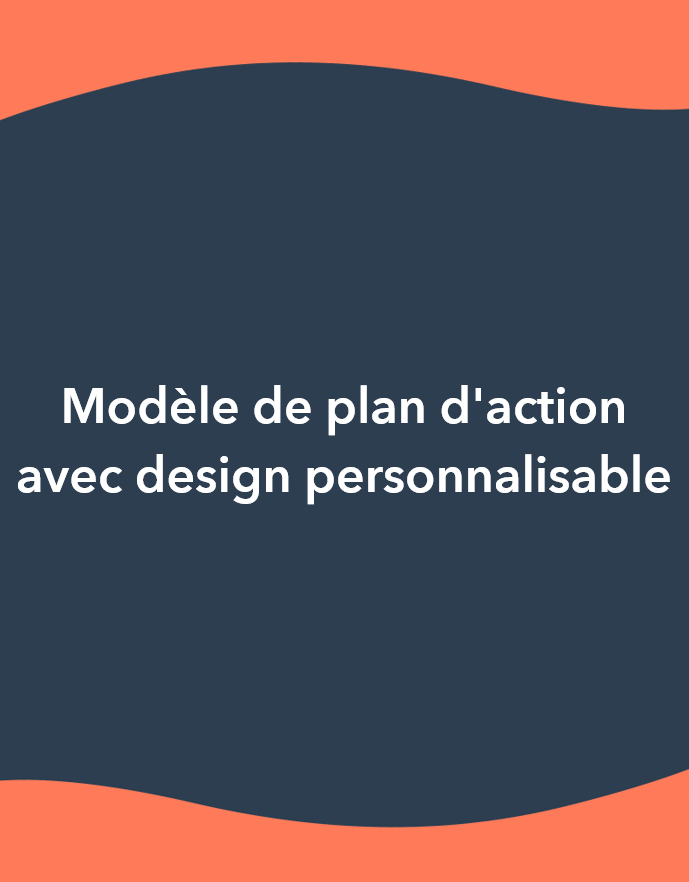 Modèle de plan d'action
avec design personnalisable